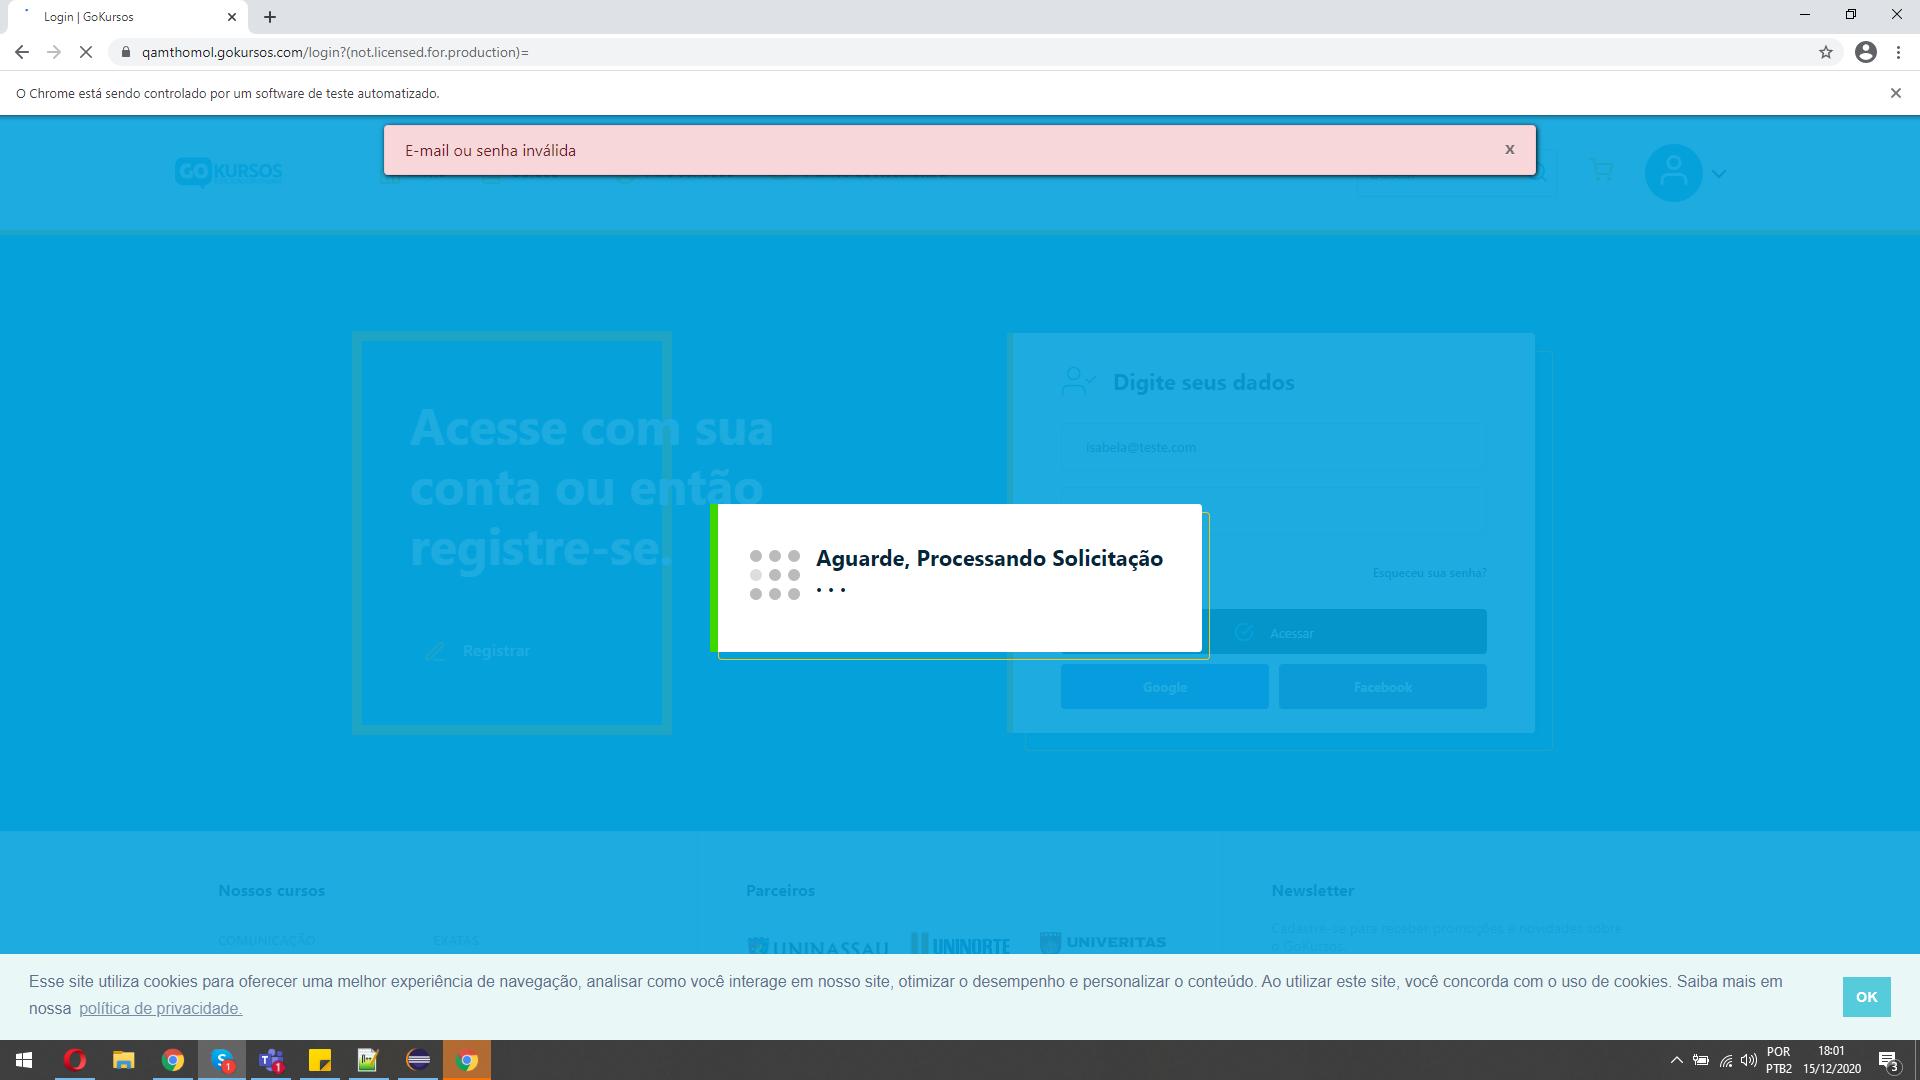 Login | GoKursos
qamthomol.gokursos.com/login?(not.licensed.for.production)=
O Chrome está sendo controlado por um software de teste automatizado.
E-mail ou senha inválida
x
GO KURSOS
Digite seus dados
Acesse com sua
conta ou então
registre-se.
isabela@teste.com
Aguarde, Processando Solicitação
...
Esqueceu sua senha?
Acessar
Registrar
Google
Facebook
Nossos cursos
Parceiros
Newsletter
COMUNICAÇÃO
EXATAS
UNINASSAU
UNINORTE
UNIVERITAS
Cadastre-se para receber promoções e novidades sobre
o GoKursos.
Esse site utiliza cookies para oferecer uma melhor experiência de navegação, analisar como você interage em nosso site, otimizar o desempenho e personalizar o conteúdo. Ao utilizar este site, você concorda com o uso de cookies. Saiba mais em
nossa política de privacidade.
OK
POR
PTB2
18:01
15/12/2020
3